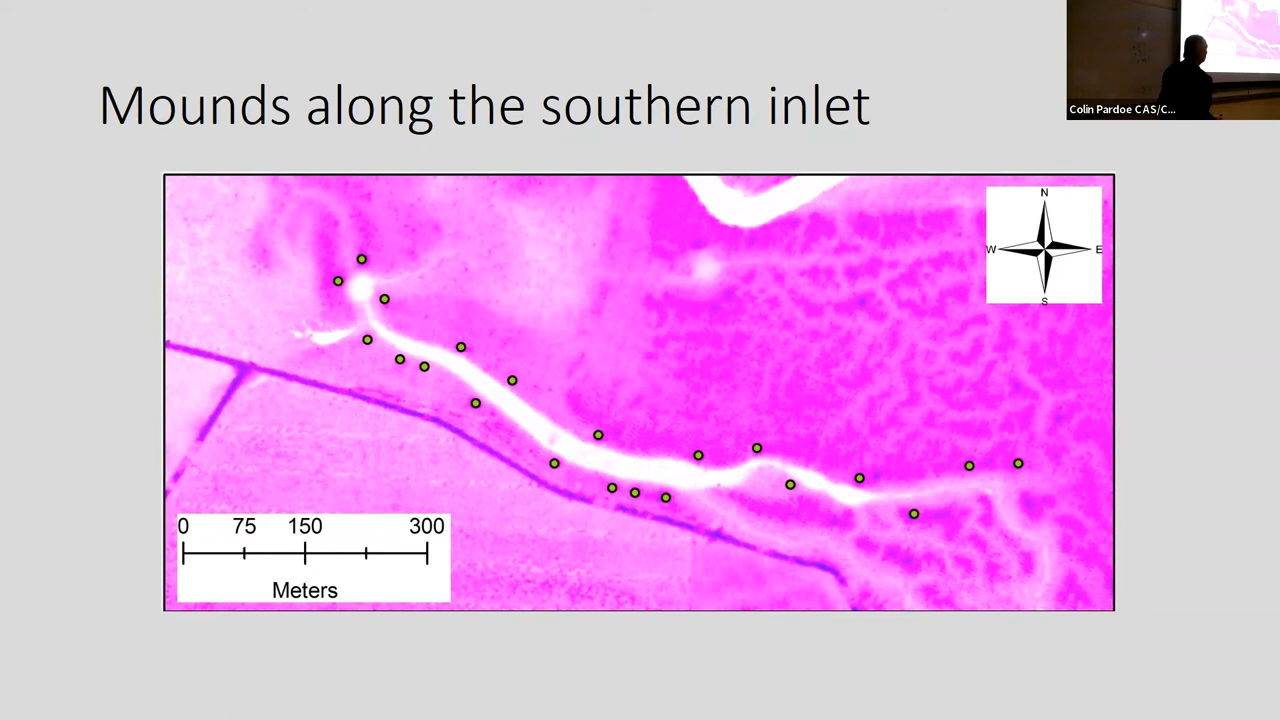 Mounds along the southern inlet
Colin Pardoe CAS/C...
N
W E
S
0 75 150 300
Meters